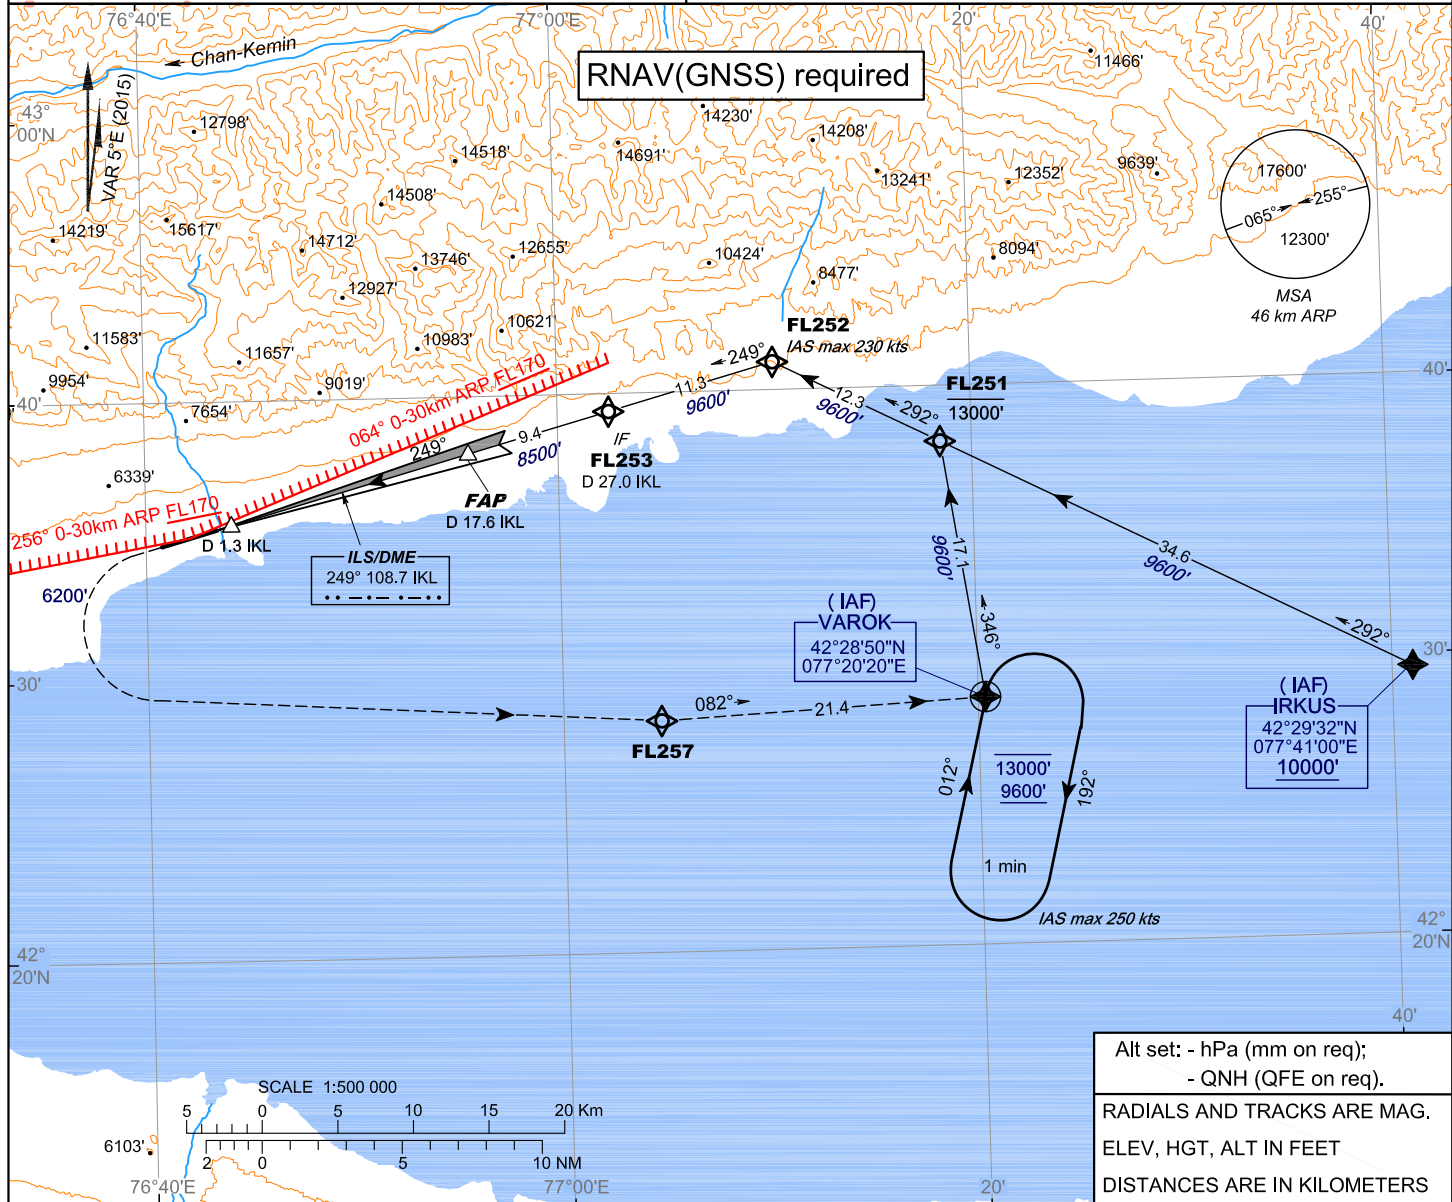 76°40'E
77°00'E
20'
40'
Chan-Kemin
RNAV(GNSS) required
11466'
43°
00'N
VAR 5°E (2015)
12798'
14230'
14208'
14518'
14691'
13241'
12352'
9639'
17600'
065°
255°
12300'
MSA
46 km ARP
14508'
14219'
15617'
14712'
12655'
13746'
10424'
8477'
8094'
12927'
10621'
11583'
10983'
11657'
9954'
9019'
7654'
6339'
40'
40'
FL252
IAS max 230 kts
249°
11.3
9600'
12.3
9600'
292°
FL251
13000'
064° 0-30km ARP FL170
249°
9.4
8500'
IF
FL253
D 27.0 IKL
FAP
D 17.6 IKL
256° 0-30km ARP FL170
D 1.3 IKL
ILS/DME
249° 108.7 IKL
6200'
17.1
9600'
34.6
9600'
(IAF)
VAROK
42°28'50"N
077°20'20"E
346°
292°
30'
30'
(IAF)
IRKUS
42°29'32"N
077°41'00"E
10000'
082°
21.4
FL257
012°
13000'
9600'
192°
1 min
IAS max 250 kts
42°
20'N
42°
20'N
40'
SCALE 1:500 000
5 0 5 10 15 20 Km
2 0 5 10 NM
6103'
76°40'E
77°00'E
20'
Alt set: - hPa (mm on req);
- QNH (QFE on req).
RADIALS AND TRACKS ARE MAG.
ELEV, HGT, ALT IN FEET
DISTANCES ARE IN KILOMETERS